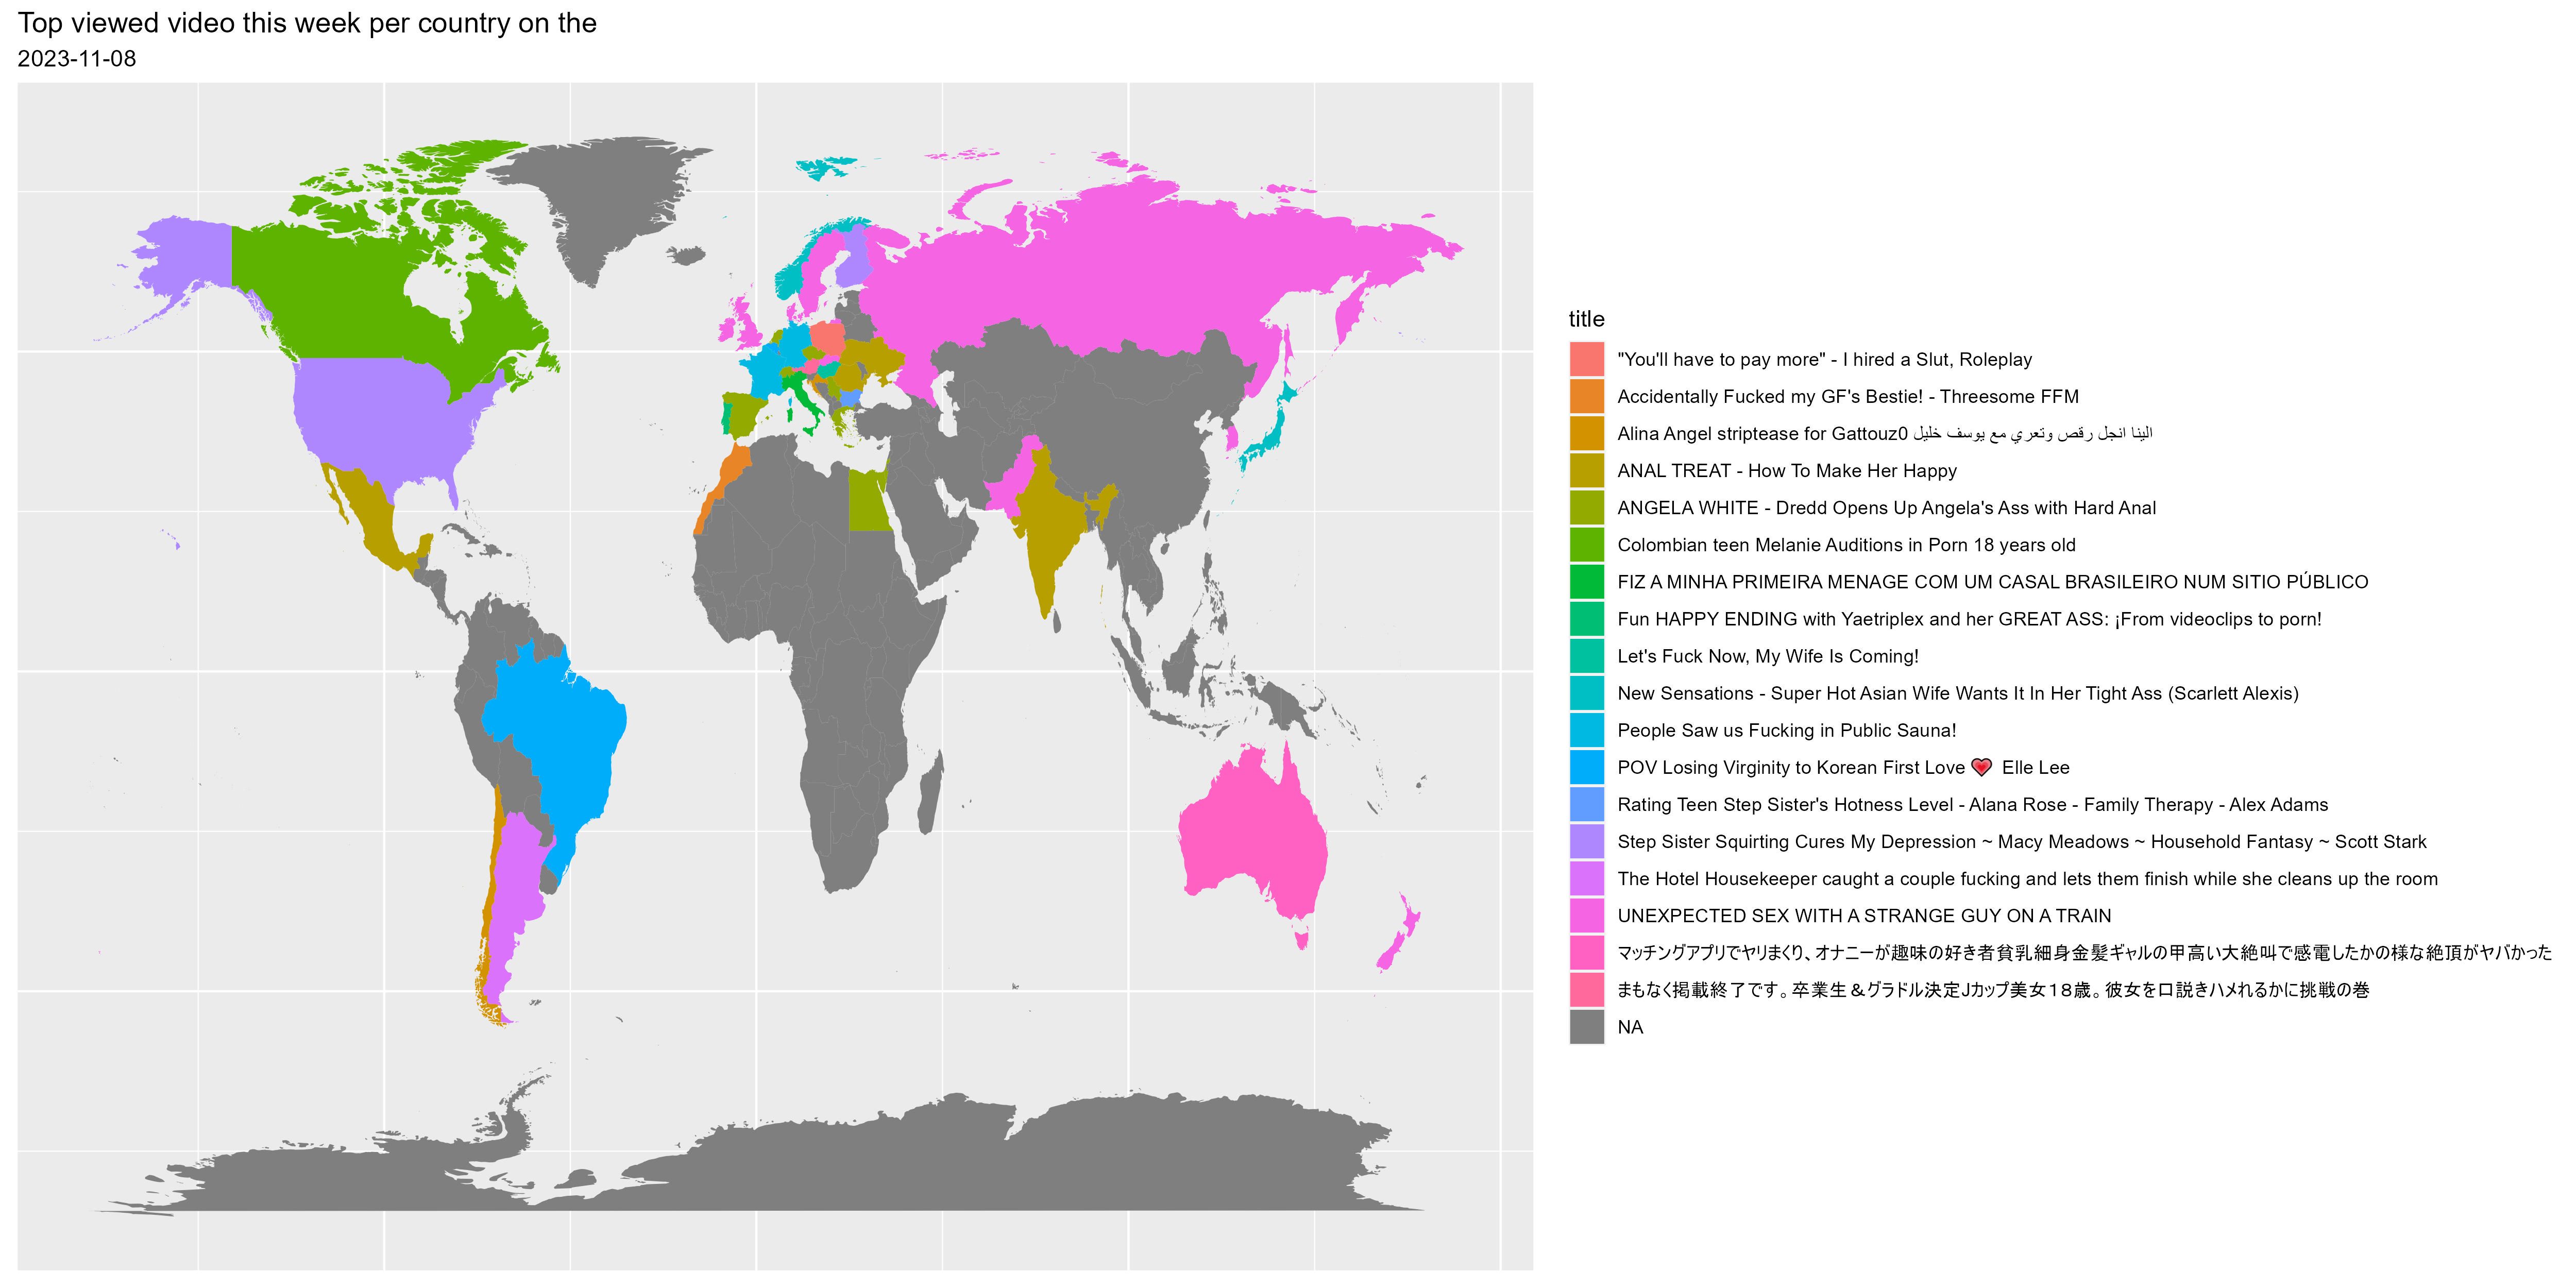 Top viewed video this week per country on the
2023-11-08
title
"You'll have to pay more" - I hired a Slut, Roleplay
Accidentally Fucked my GF's Bestie! - Threesome FFM
Alina Angel striptease for Gattouz0 الينا انجل رقص وتعري مع يوسف خليل
ANAL TREAT - How To Make Her Happy
ANGELA WHITE - Dredd Opens Up Angela's Ass with Hard Anal
Colombian teen Melanie Auditions in Porn 18 years old
FIZ A MINHA PRIMEIRA MENAGE COM UM CASAL BRASILEIRO NUM SITIO PÚBLICO
Fun HAPPY ENDING with Yaetriplex and her GREAT ASS: ¡From videoclips to porn!
Let's Fuck Now, My Wife Is Coming!
New Sensations - Super Hot Asian Wife Wants It In Her Tight Ass (Scarlett Alexis)
People Saw us Fucking in Public Sauna!
POV Losing Virginity to Korean First Love 💗 Elle Lee
Rating Teen Step Sister's Hotness Level - Alana Rose - Family Therapy - Alex Adams
Step Sister Squirting Cures My Depression ~ Macy Meadows ~ Household Fantasy ~ Scott Stark
The Hotel Housekeeper caught a couple fucking and lets them finish while she cleans up the room
UNEXPECTED SEX WITH A STRANGE GUY ON A TRAIN
マッチングアプリでヤリまくり、オナニーが趣味の好き者貧乳細身金髪ギャルの甲高い大絶叫で感電したかの様な絶頂がヤバかった
まもなく掲載終了です。卒業生&グラドル決定Jカップ美女18歳。彼女を口説きハメれるかに挑戦の巻
NA